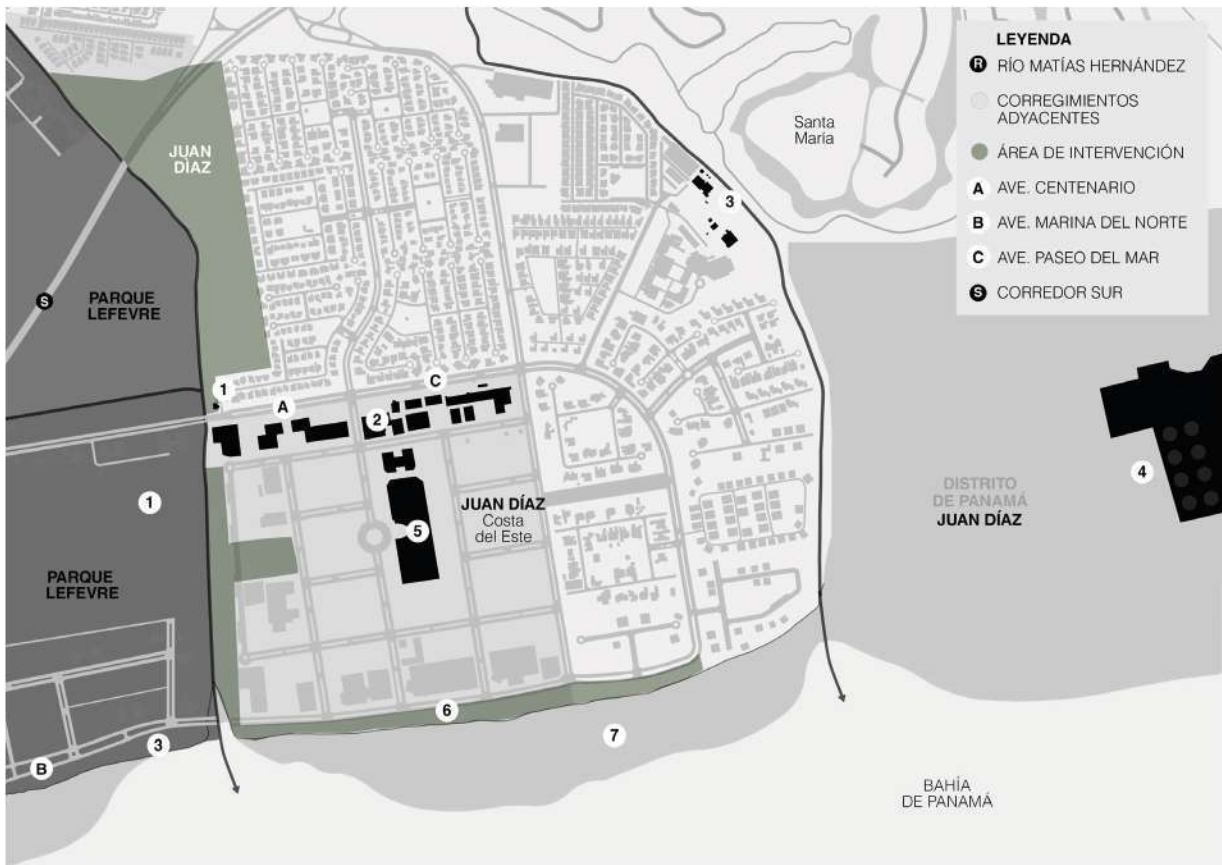 LEYENDA
R RÍO MATÍAS HERNÁNDEZ
CORREGIMIENTOS
ADYACENTES
ÁREA DE INTERVENCIÓN
A AVE. CENTENARIO
B AVE. MARINA DEL NORTE
C AVE. PASEO DEL MAR
S CORREDOR SUR
Santa
María
JUAN
DÍAZ
3
S
PARQUE
LEFEVRE
1
A
C
2
1
JUAN DÍAZ
Costa
del Este
5
DISTRITO
DE PANAMÁ
JUAN DÍAZ
4
PARQUE
LEFEVRE
6
7
3
B
BAHÍA
DE PANAMÁ